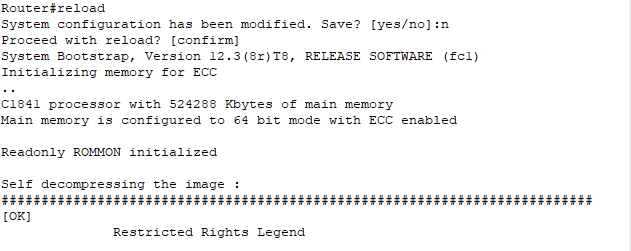 Router#reload
System configuration has been modified. Save? [yes/no]:n
Proceed with reload? [confirm]
System Bootstrap, Version 12.3(8r)T8, RELEASE SOFTWARE (fc1)
Initializing memory for ECC
..
C1841 processor with 524288 Kbytes of main memory
Main memory is configured to 64 bit mode with ECC enabled
Readonly ROMMON initialized
Self decompressing the image :
##########################################################################
[OK]
Restricted Rights Legend